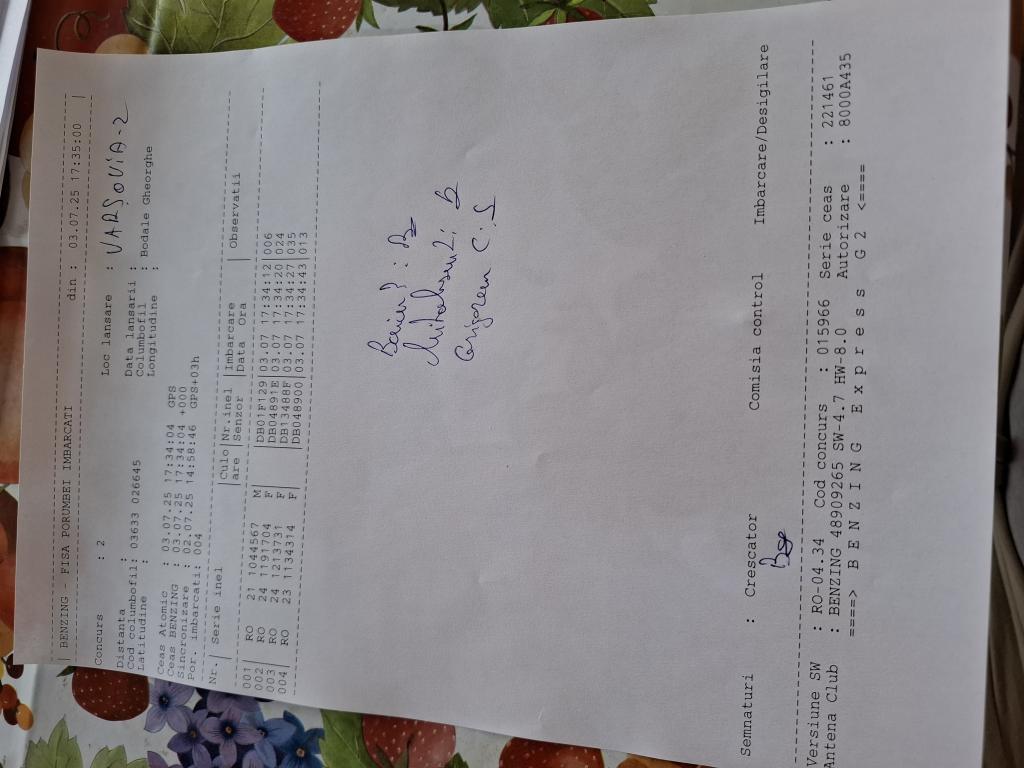 | BENZING   FISA PORUMBEI IMBARCATI          din : 03.07.25 17:35:00   |
Concurs      : 2                      Loc lansare    : VARȘOVIA-2
Distanta     :                        Data lansarii  :
Cod columbofil: 03633 026645          Columbofil     : Bodale Gheorghe
Latitudine   :                        Longitudine    :
Ceas Atomic  : 03.07.25 17:34:04  GPS
Ceas BENZING : 03.07.25 17:34:04  +000
Sincronizare : 02.07.25 14:58:46  GPS+03h
Por. imbarcati: 004
Nr.| Serie inel            |Culo|Nr.inel |Imbarcare      |Observatii
|are |Senzor  |Data  Ora      |
001|  RO   21 1044567   M |    |DB01F129|03.07 17:34:12|006
002|  RO   24 1191704   F |    |DB04891E|03.07 17:34:20|024
003|  RO   24 1213731   F |    |DB13488F|03.07 17:34:27|035
004|  RO   23 1134314   F |    |DB048900|03.07 17:34:43|013
Semnaturi    :  Crescator          Comisia control     Imbarcare/Desigilare
Versiune SW  : RO-04.34   Cod concurs   : 015966  Serie ceas    : 221461
Antena Club  : BENZING 48909265 SW-4.7 HW-8.0   Autorizare    : 8000A435
====> B E N Z I N G  E x p r e s s  G 2 <====